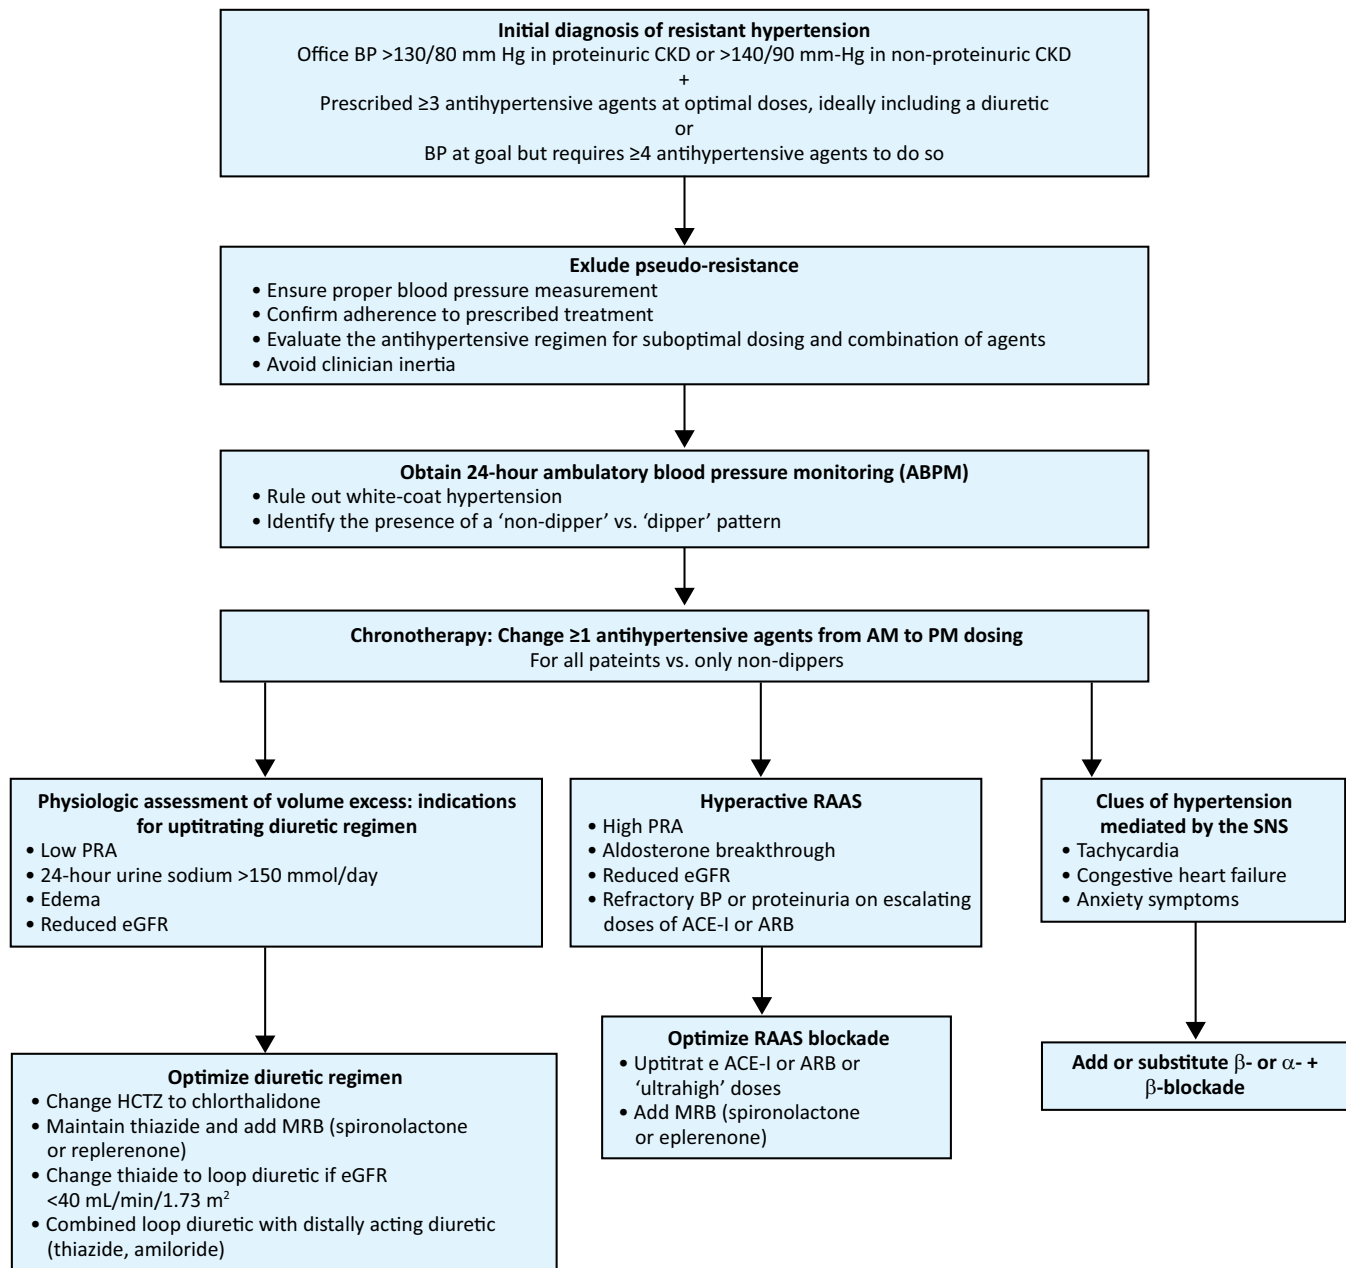 Initial diagnosis of resistant hypertension
Office BP >130/80 mm Hg in proteinuric CKD or >140/90 mm-Hg in non-proteinuric CKD
+
Prescribed ≥3 antihypertensive agents at optimal doses, ideally including a diuretic
or
BP at goal but requires ≥4 antihypertensive agents to do so
Exlude pseudo-resistance
• Ensure proper blood pressure measurement
• Confirm adherence to prescribed treatment
• Evaluate the antihypertensive regimen for suboptimal dosing and combination of agents
• Avoid clinician inertia
Obtain 24-hour ambulatory blood pressure monitoring (ABPM)
• Rule out white-coat hypertension
• Identify the presence of a ‘non-dipper’ vs. ‘dipper’ pattern
Chronotherapy: Change ≥1 antihypertensive agents from AM to PM dosing
For all pateints vs. only non-dippers
Physiologic assessment of volume excess: indications
for uptitrating diuretic regimen
• Low PRA
• 24-hour urine sodium >150 mmol/day
• Edema
• Reduced eGFR
Optimize diuretic regimen
• Change HCTZ to chlorthalidone
• Maintain thiazide and add MRB (spironolactone
or replerenone)
• Change thiaide to loop diuretic if eGFR
<40 mL/min/1.73 m²
• Combined loop diuretic with distally acting diuretic
(thiazide, amiloride)
Hyperactive RAAS
• High PRA
• Aldosterone breakthrough
• Reduced eGFR
• Refractory BP or proteinuria on escalating
doses of ACE-I or ARB
Optimize RAAS blockade
• Uptitrat e ACE-I or ARB or
‘ultrahigh’ doses
• Add MRB (spironolactone
or eplerenone)
Clues of hypertension
mediated by the SNS
• Tachycardia
• Congestive heart failure
• Anxiety symptoms
Add or substitute β- or α- +
β-blockade